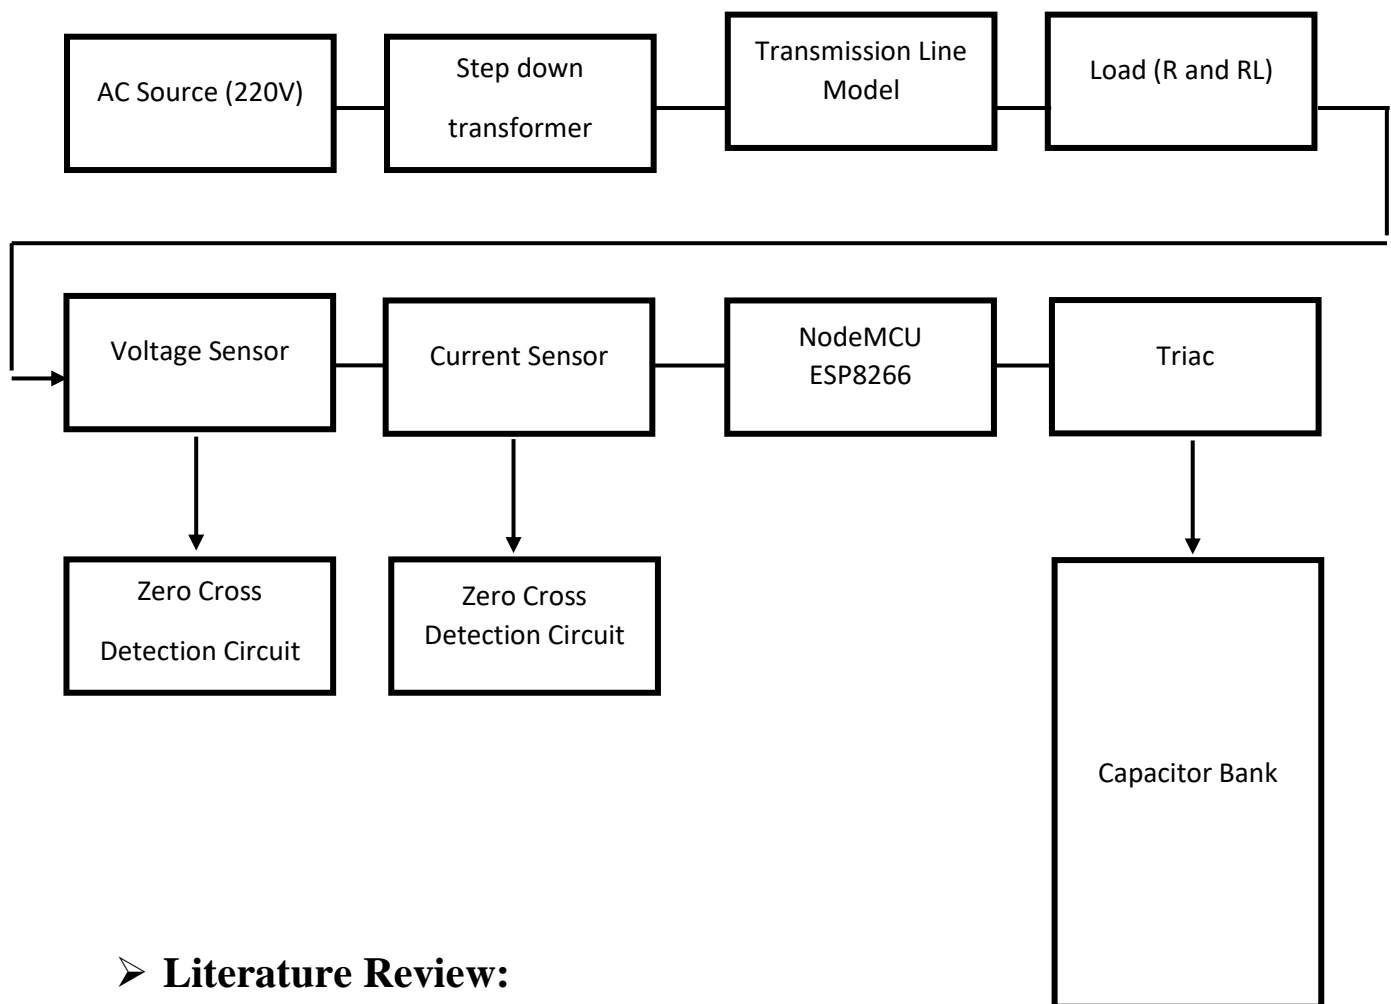 AC Source (220V)
Step down
transformer
Transmission Line
Model
Load (R and RL)
Voltage Sensor
Current Sensor
NodeMCU
ESP8266
Triac
Zero Cross
Detection Circuit
Zero Cross
Detection Circuit
Capacitor Bank
➢ Literature Review: